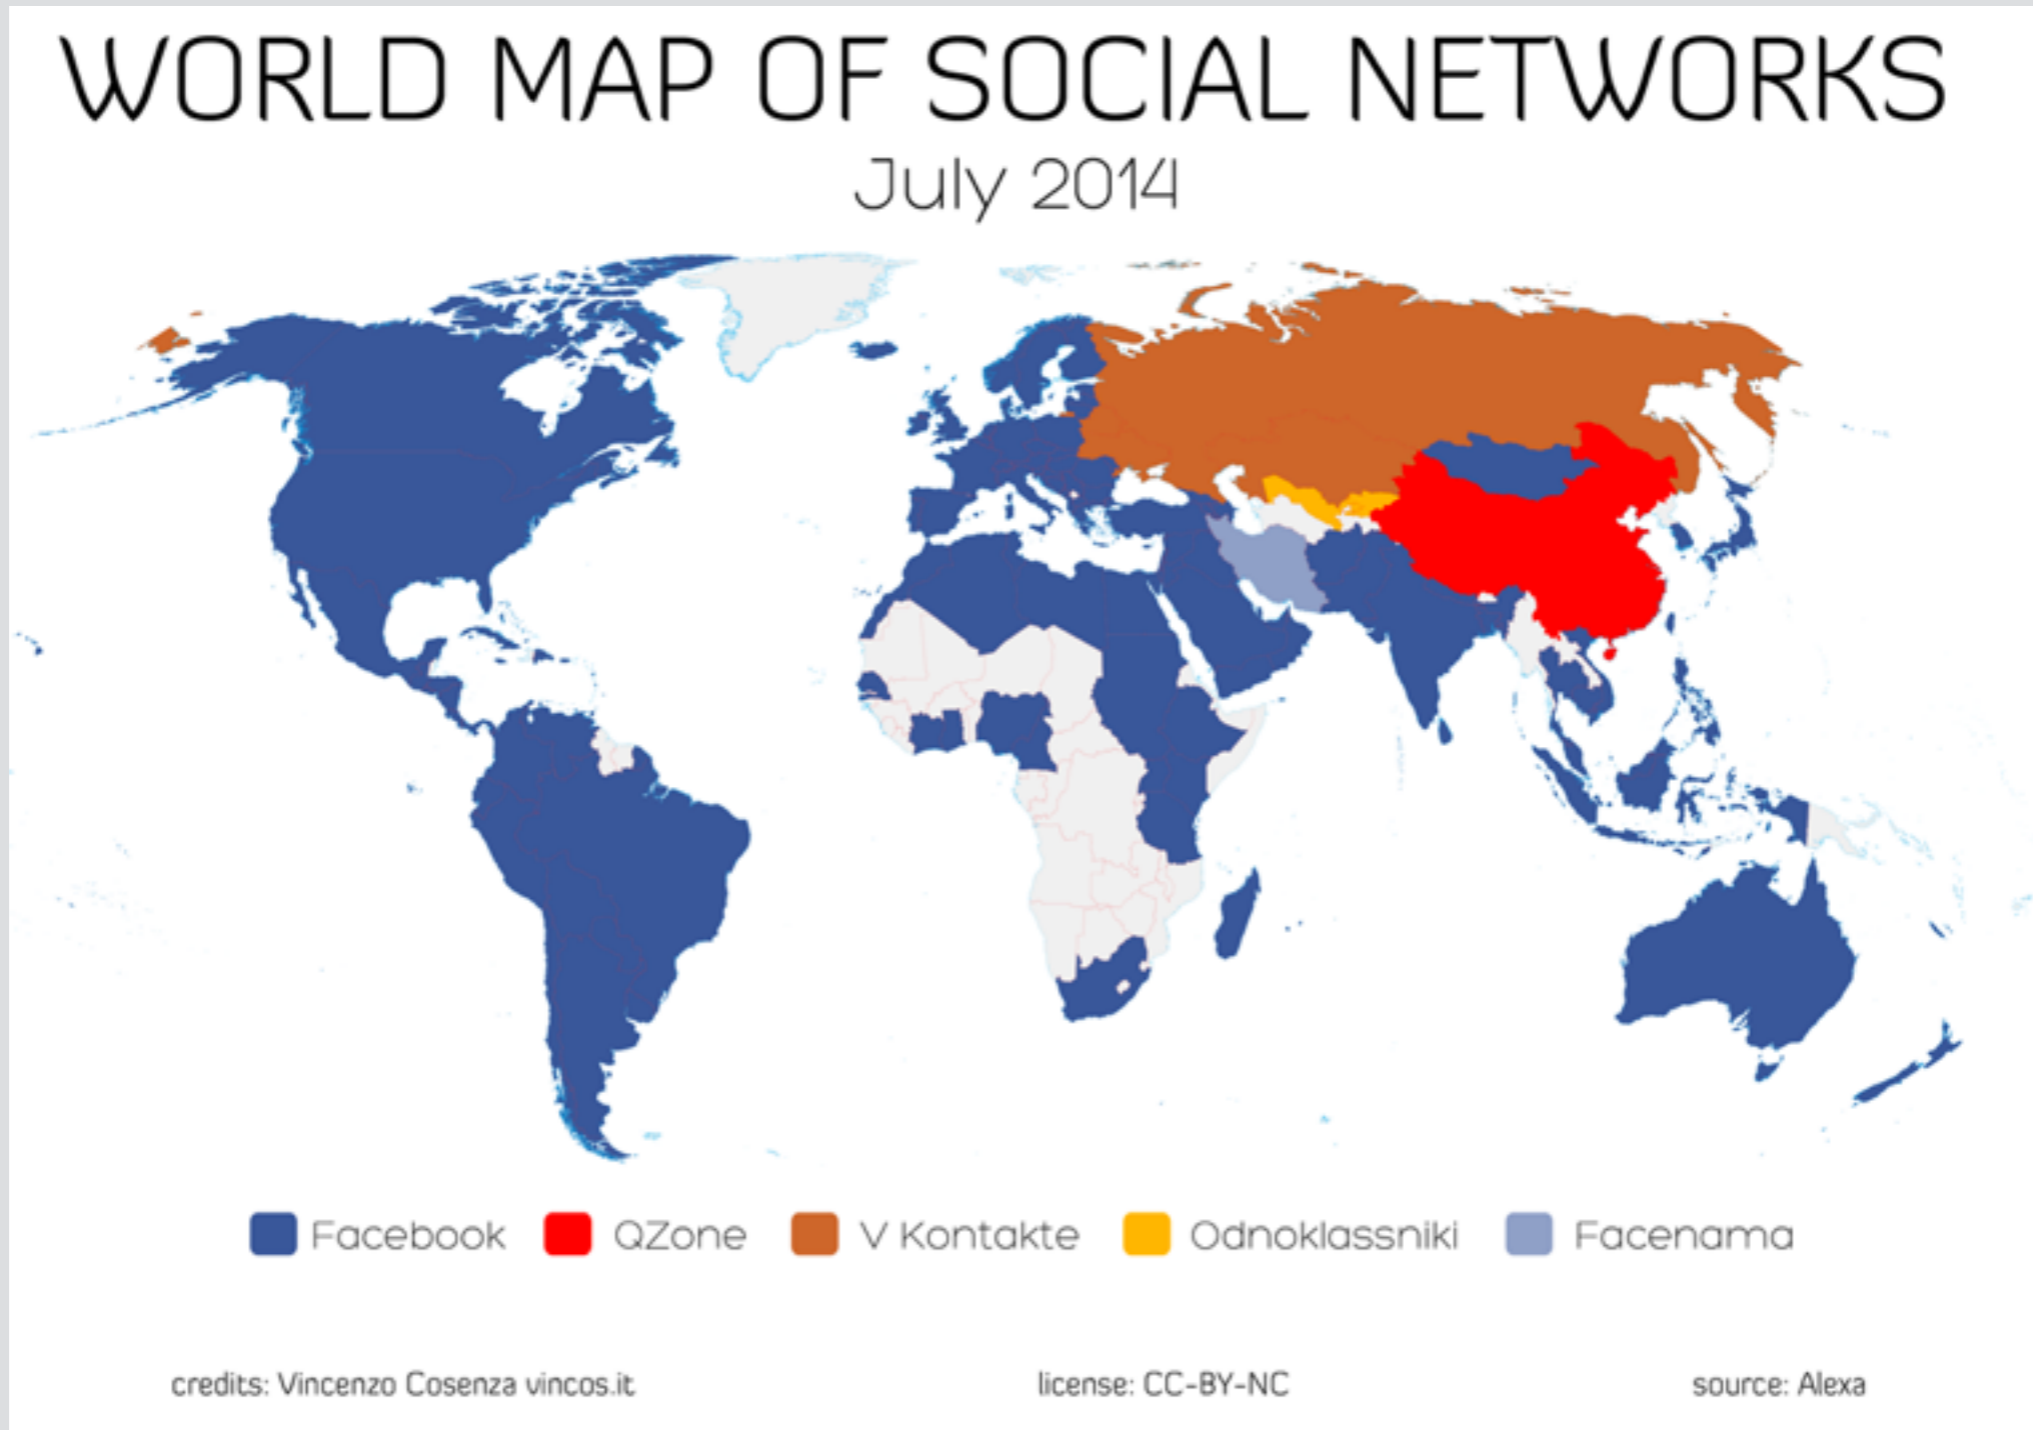 WORLD MAP OF SOCIAL NETWORKS
July 2014
Facebook QZone V Kontakte Odnoklassniki Facenama
credits: Vincenzo Cosenza vincos.it license: CC-BY-NC source: Alexa